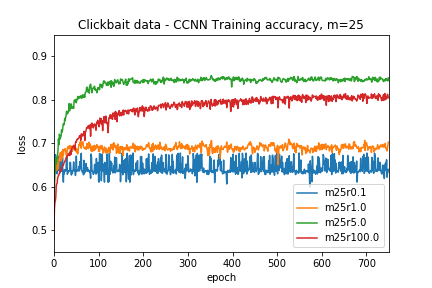 Clickbait data - CCNN Training accuracy, m=25
loss
0.9
0.8
0.7
0.6
0.5
0
100
200
300
400
500
600
700
epoch
m25r0.1
m25r1.0
m25r5.0
m25r100.0